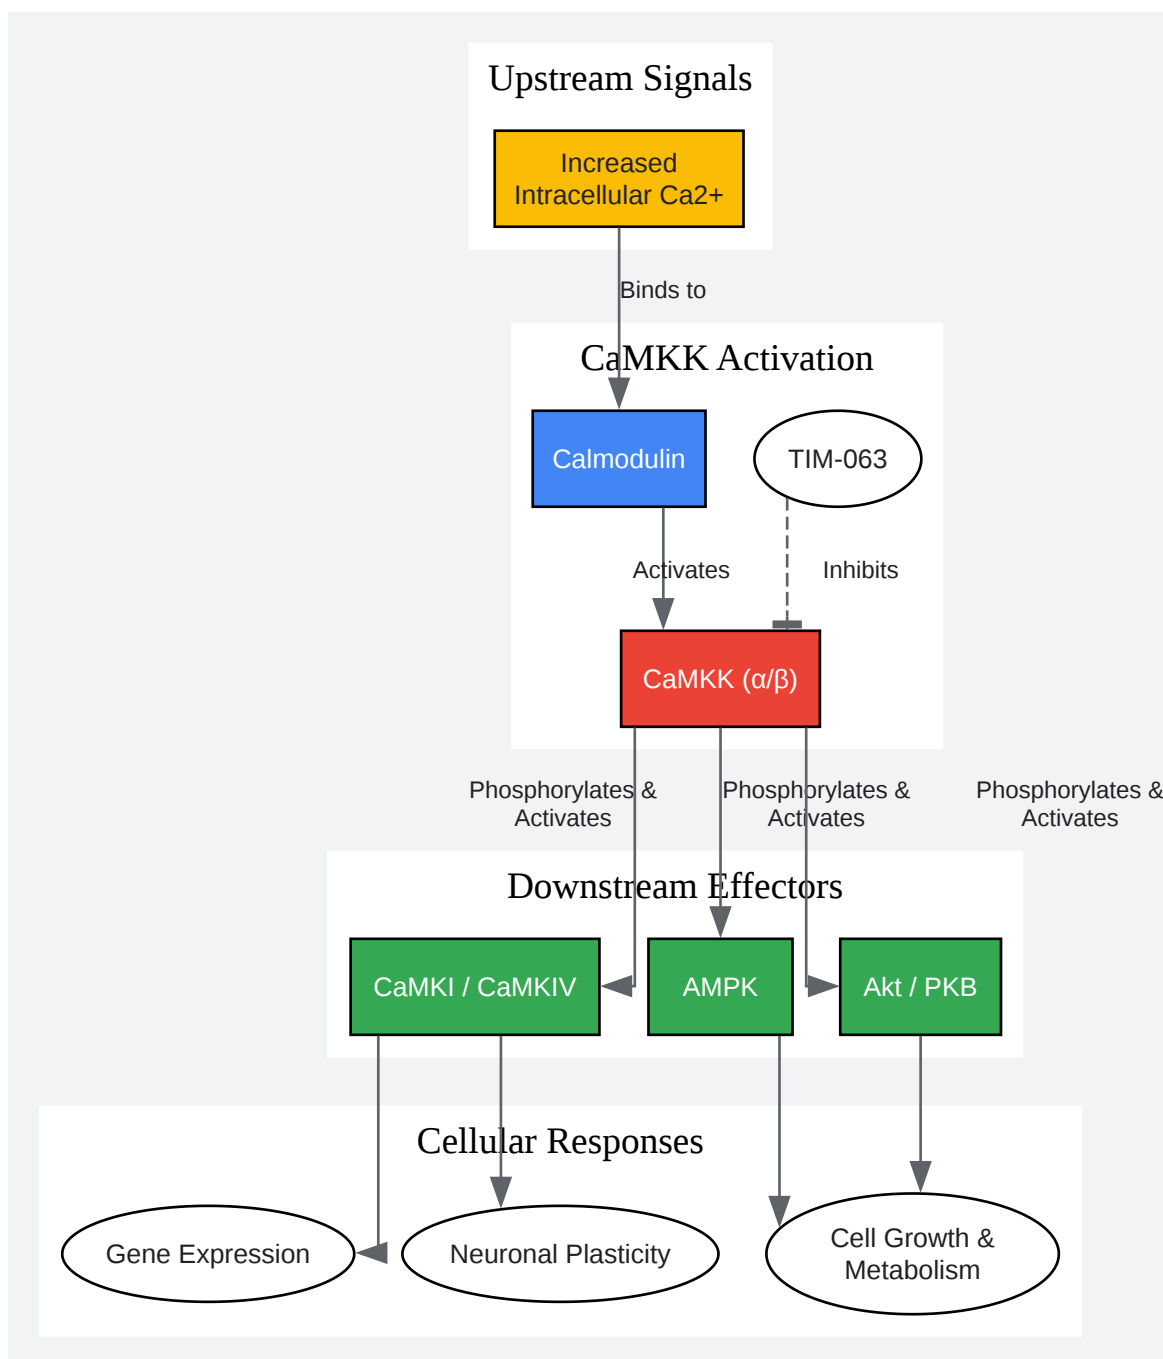 Upstream Signals
Increased
Intracellular Ca2+
Binds to
CaMKK Activation
Calmodulin
TIM-063
Activates
Inhibits
CaMKK (α/β)
Phosphorylates &
Activates
Phosphorylates &
Activates
Phosphorylates &
Activates
Downstream Effectors
CaMKI / CaMKIV
AMPK
Akt / PKB
Cellular Responses
Gene Expression
Neuronal Plasticity
Cell Growth &
Metabolism